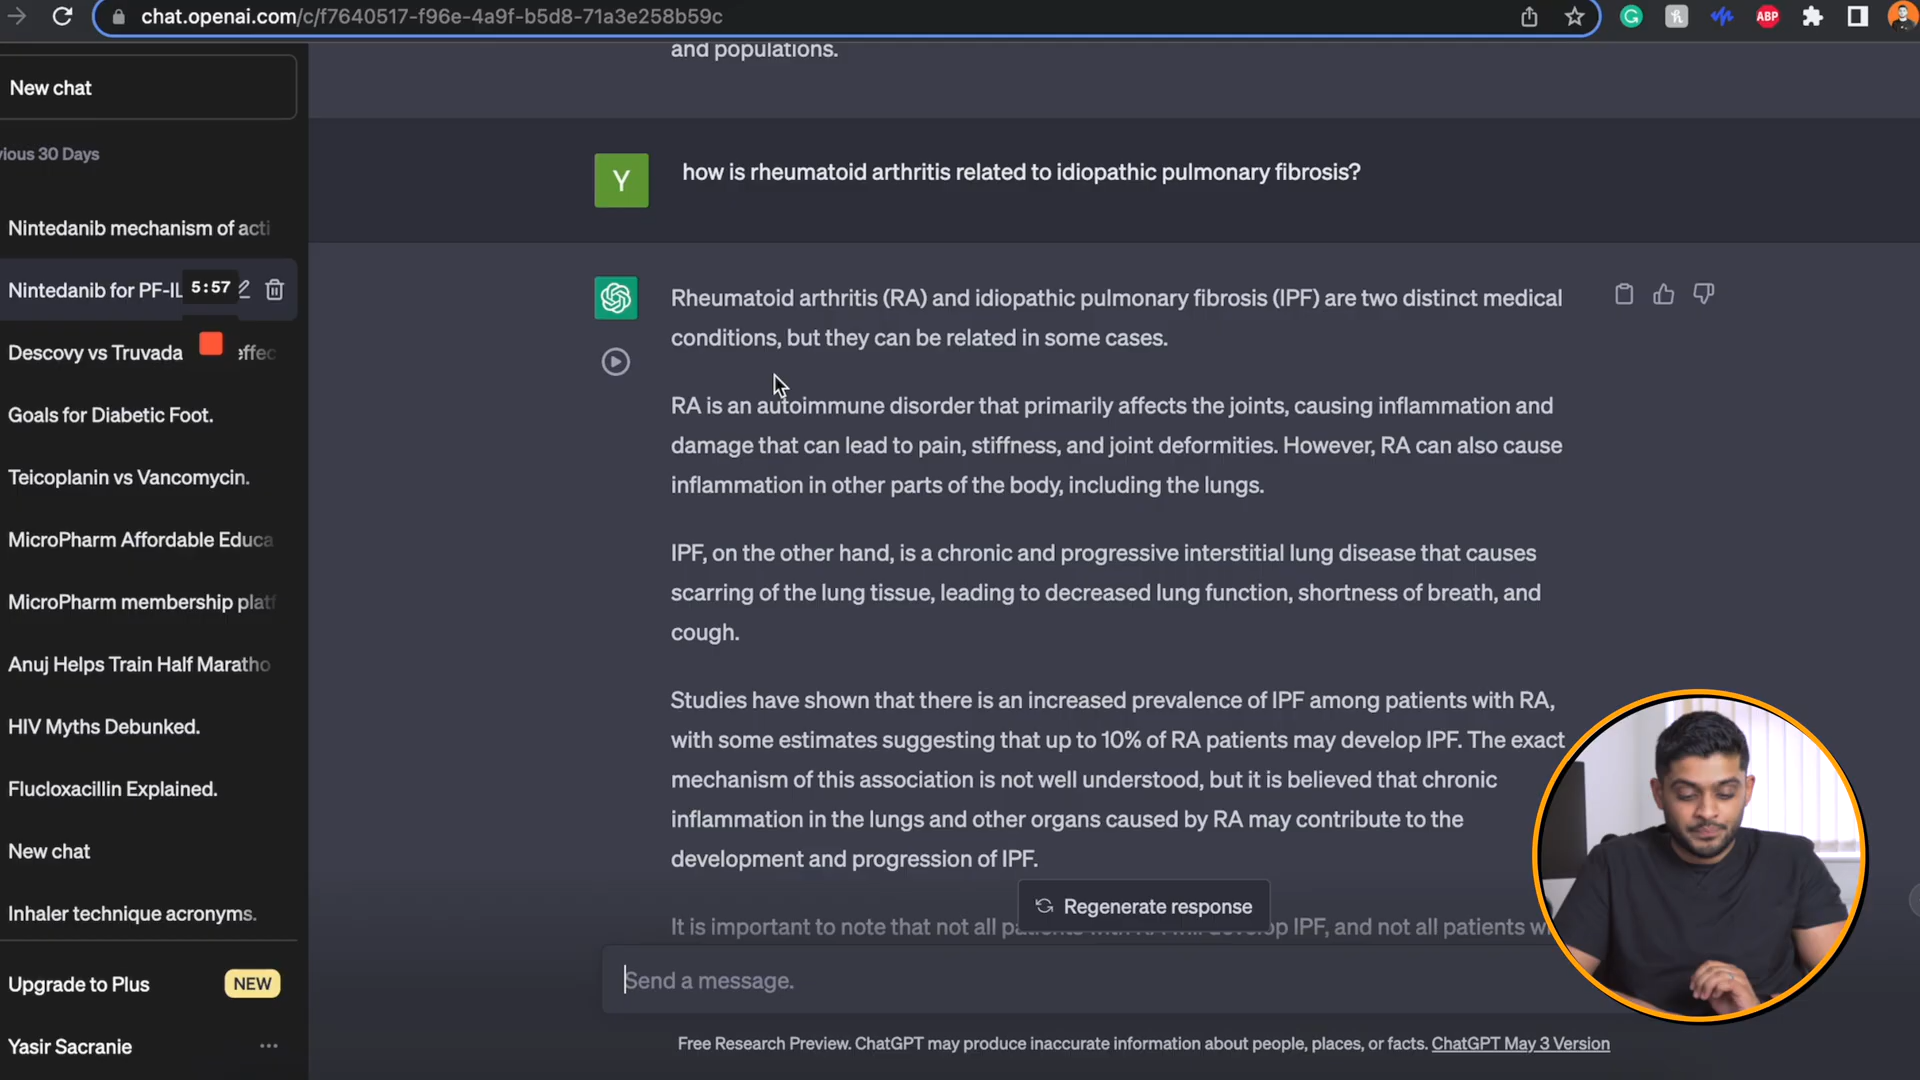 chat.openai.com/c/f7640517-f96e-4a9f-b5d8-71a3e258b59c
ABP
New chat
vious 30 Days
Nintedanib mechanism of acti
Nintedanib for PF-IL
5:57
Descovy vs Truvada
effec
Goals for Diabetic Foot.
Teicoplanin vs Vancomycin.
MicroPharm Affordable Educa
MicroPharm membership platf
Anuj Helps Train Half Maratho
HIV Myths Debunked.
Flucloxacillin Explained.
New chat
Inhaler technique acronyms.
Upgrade to Plus
NEW
Yasir Sacranie
and populations.
Y
how is rheumatoid arthritis related to idiopathic pulmonary fibrosis?
Rheumatoid arthritis (RA) and idiopathic pulmonary fibrosis (IPF) are two distinct medical
conditions, but they can be related in some cases.
RA is an autoimmune disorder that primarily affects the joints, causing inflammation and
damage that can lead to pain, stiffness, and joint deformities. However, RA can also cause
inflammation in other parts of the body, including the lungs.
IPF, on the other hand, is a chronic and progressive interstitial lung disease that causes
scarring of the lung tissue, leading to decreased lung function, shortness of breath, and
cough.
Studies have shown that there is an increased prevalence of IPF among patients with RA,
with some estimates suggesting that up to 10% of RA patients may develop IPF. The exact
mechanism of this association is not well understood, but it is believed that chronic
inflammation in the lungs and other organs caused by RA may contribute to the
development and progression of IPF.
Regenerate response
It is important to note that not all patients with RA will develop IPF, and not all patients w
Send a message.
Free Research Preview. ChatGPT may produce inaccurate information about people, places, or facts. ChatGPT May 3 Version